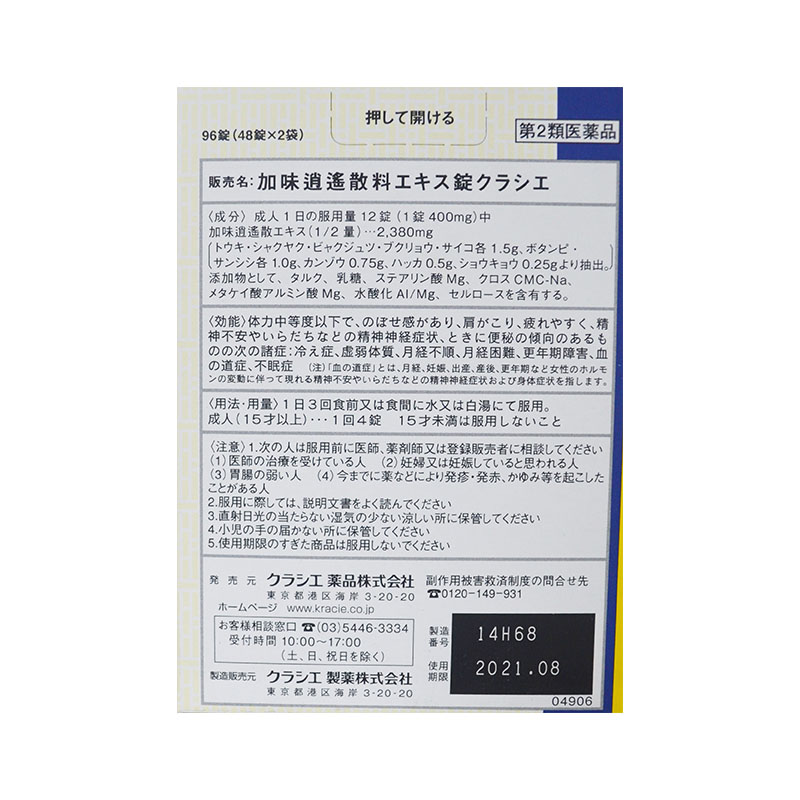 押して開ける
96錠(48錠×2袋)
第2類医薬品
販売名:加味逍遙散料エキス錠クラシエ
〈成分〉成人1日の服用量12錠(1錠400mg)中
加味逍遙散エキス(1/2量)…2,380mg
(トウキ・シャクヤク・ビャクジュツ・ブクリョウ・サイコ各1.5g、ボタンピ・
サンシシ各1.0g、カンゾウ0.75g、ハッカ0.5g、ショウキョウ0.25gより抽出。)
添加物として、タルク、乳糖、ステアリン酸Mg、クロスCMC-Na、
メタケイ酸アルミン酸Mg、水酸化Al/Mg、セルロースを含有する。
〈効能〉体力中等度以下で、のぼせ感があり、肩がこり、疲れやすく、精
神不安やいらだちなどの精神神経症状、ときに便秘の傾向のあるも
のの次の諸症:冷え症、虚弱体質、月経不順、月経困難、更年期障害、血
の道症、不眠症 (注)「血の道症」とは、月経、妊娠、出産、産後、更年期など女性のホルモ
ンの変動に伴って現れる精神不安やいらだちなどの精神神経症状および身体症状を指します。
〈用法・用量〉1日3回食前又は食間に水又は白湯にて服用。
成人(15才以上)…1回4錠 15才未満は服用しないこと
〈注意〉1.次の人は服用前に医師、薬剤師又は登録販売者に相談してください
(1)医師の治療を受けている人 (2)妊婦又は妊娠していると思われる人
(3)胃腸の弱い人 (4)今までに薬などにより発疹・発赤、かゆみ等を起こした
ことがある人
2.服用に際しては、説明文書をよく読んでください
3.直射日光の当たらない湿気の少ない涼しい所に保管してください
4.小児の手の届かない所に保管してください
5.使用期限のすぎた商品は服用しないでください
発売元 クラシエ薬品株式会社
東京都港区海岸3-20-20
ホームページ www.kracie.co.jp
お客様相談窓口 ☎(03)5446-3334
受付時間 10:00〜17:00
(土、日、祝日を除く)
製造販売元 クラシエ製薬株式会社
東京都港区海岸3-20-20
副作用被害救済制度の問合せ先
☎0120-149-931
製造番号 14H68
使用期限 2021.08
04906